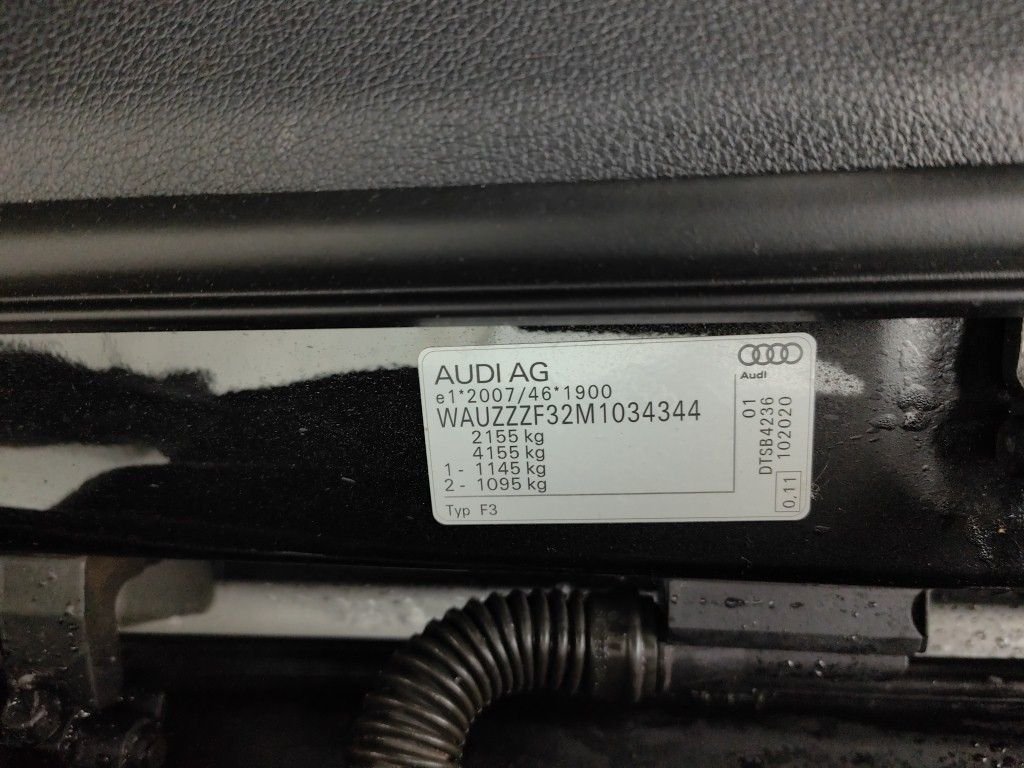 AUDI AG
e1*2007/46*1900
WAUZZZF32M1034344
2155 kg
4155 kg
1 - 1145 kg
2 - 1095 kg
Typ F3
Audi
01
DTSB4236
102020
0,11